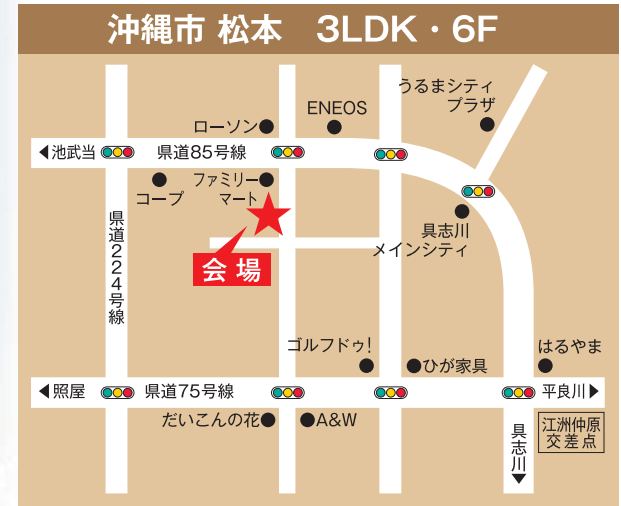 沖縄市 松本 3LDK・6F
うるまシティ
プラザ
ENEOS
ローソン
池武当
県道85号線
コープ
ファミリー
マート
県道224号線
具志川
メインシティ
会場
ゴルフドゥ!
ひが家具
はるやま
照屋
県道75号線
平良川
だいこんの花
A&W
江洲仲原
交差点
具志川